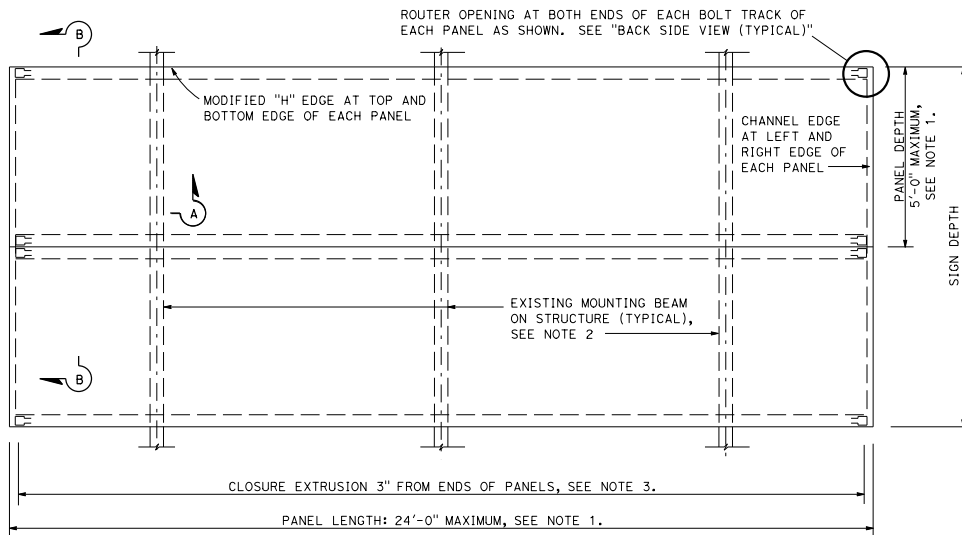 ROUTER OPENING AT BOTH ENDS OF EACH BOLT TRACK OF
EACH PANEL AS SHOWN. SEE "BACK SIDE VIEW (TYPICAL)"
B
MODIFIED "H" EDGE AT TOP AND
BOTTOM EDGE OF EACH PANEL
CHANNEL EDGE
AT LEFT AND
RIGHT EDGE OF
EACH PANEL
PANEL DEPTH
5'-0" MAXIMUM,
SEE NOTE 1.
SIGN DEPTH
A
EXISTING MOUNTING BEAM
ON STRUCTURE (TYPICAL),
SEE NOTE 2
B
CLOSURE EXTRUSION 3" FROM ENDS OF PANELS, SEE NOTE 3.
PANEL LENGTH: 24'-0" MAXIMUM, SEE NOTE 1.